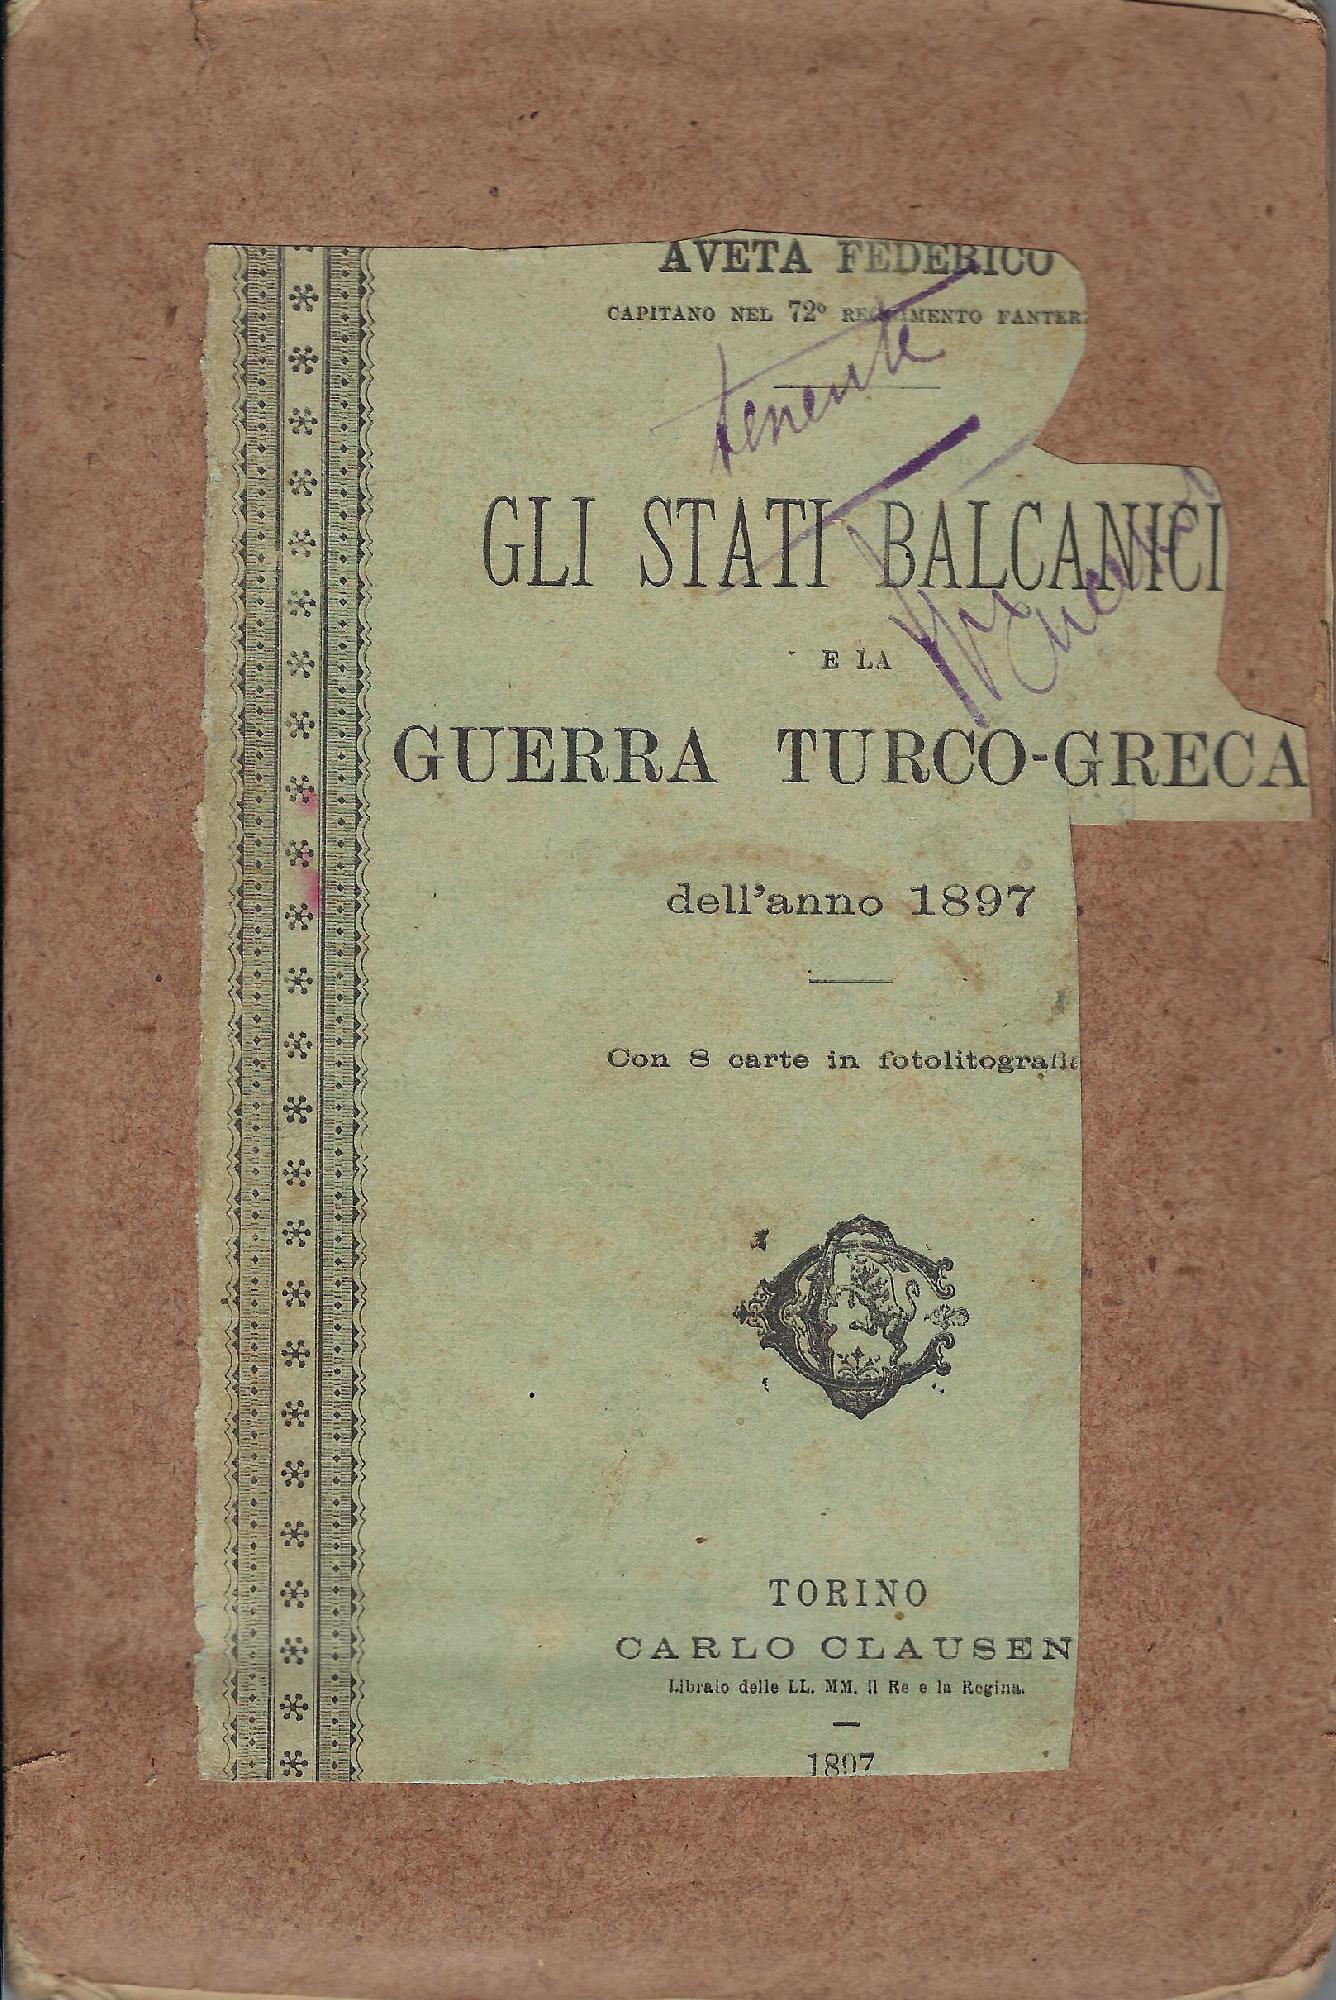 AVETA FEDERICO
CAPITANO NEL 72º REGGIMENTO FANTER
tenente
GLI STATI BALCANICI
E LA
GUERRA TURCO-GRECA
dell'anno 1897
Con 8 carte in fotolitografia
TORINO
CARLO CLAUSEN
Libraio delle LL. MM. il Re e la Regina.
1897